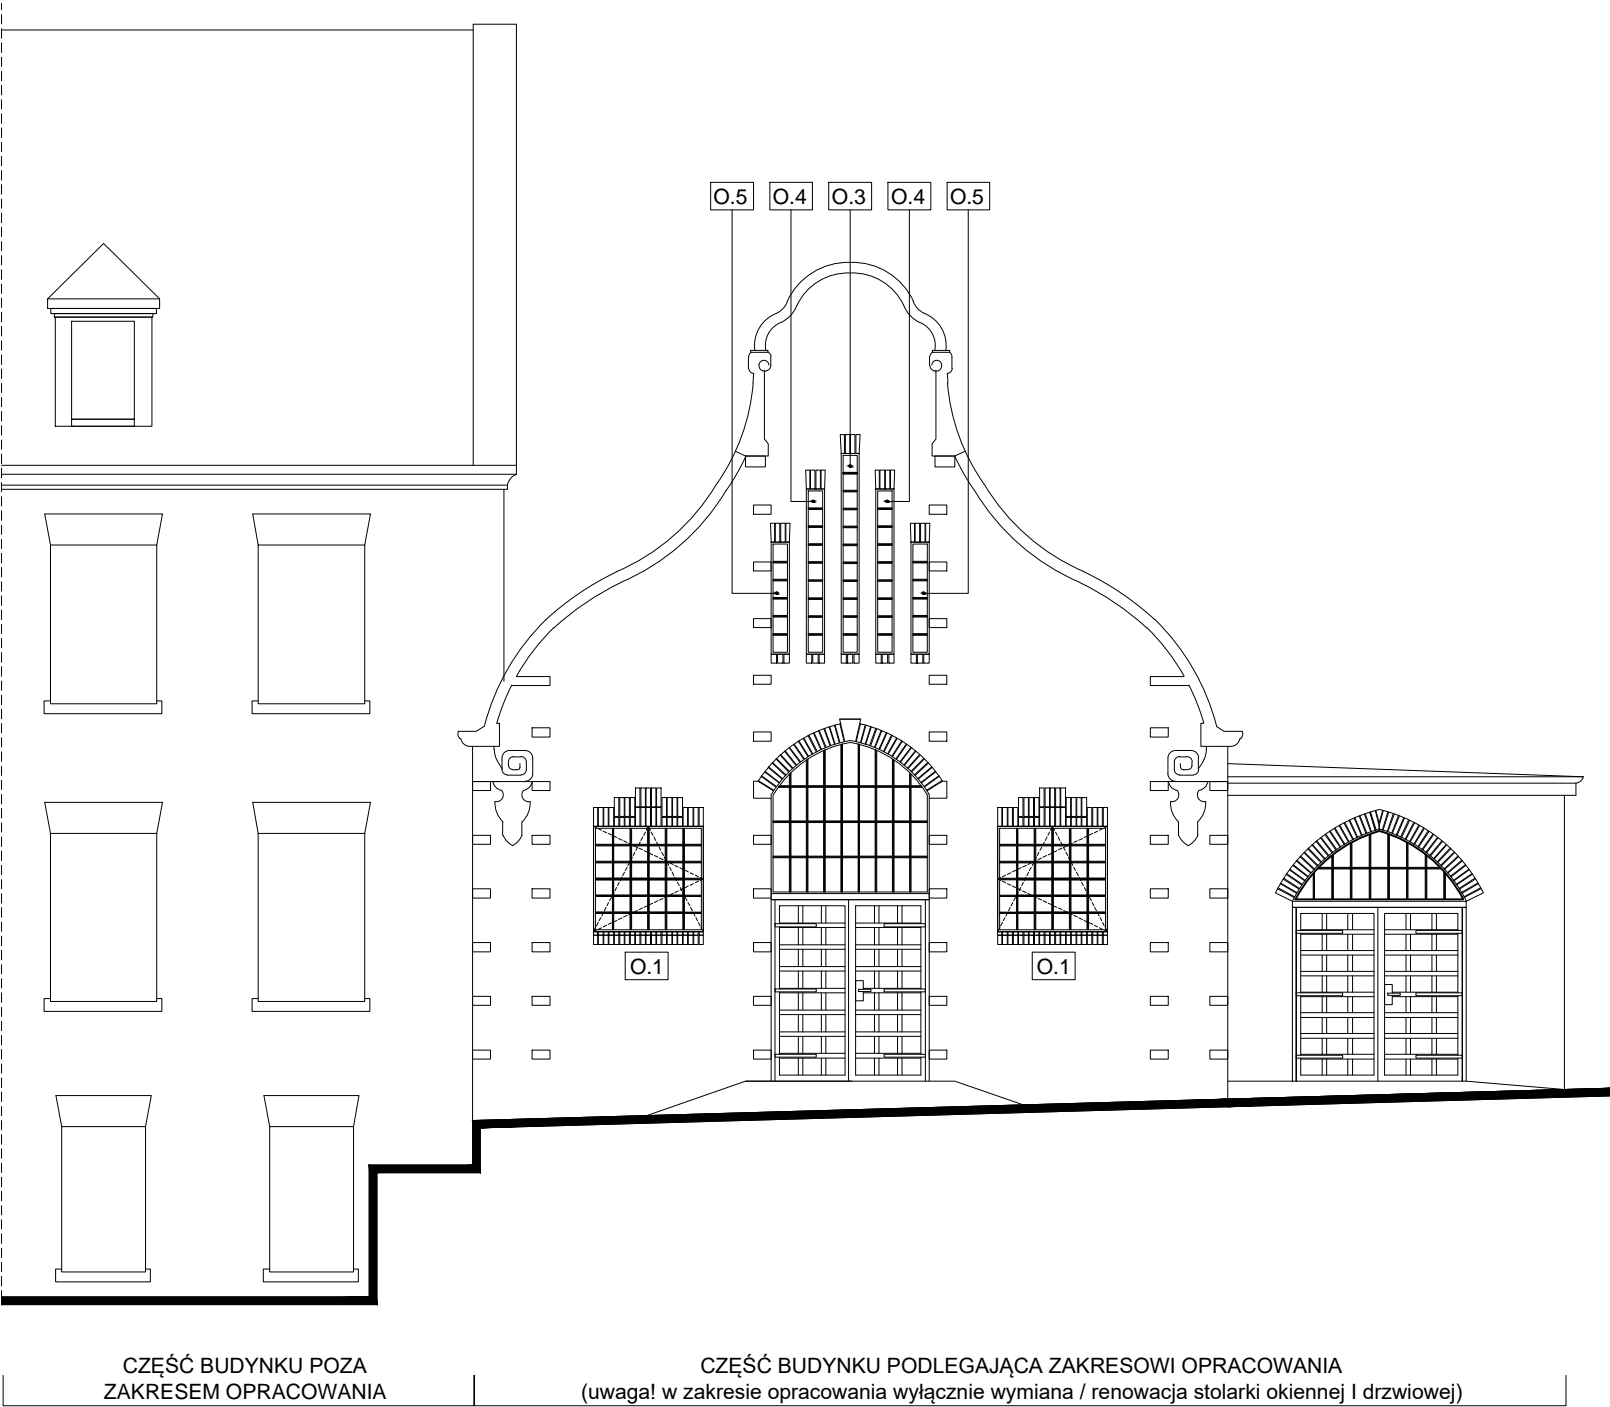 O.5 O.4 O.3 O.4 O.5
O.1 O.1
CZĘŚĆ BUDYNKU POZA
ZAKRESEM OPRACOWANIA
CZĘŚĆ BUDYNKU PODLEGAJĄCA ZAKRESOWI OPRACOWANIA
(uwaga! w zakresie opracowania wyłącznie wymiana / renowacja stolarki okiennej I drzwiowej)